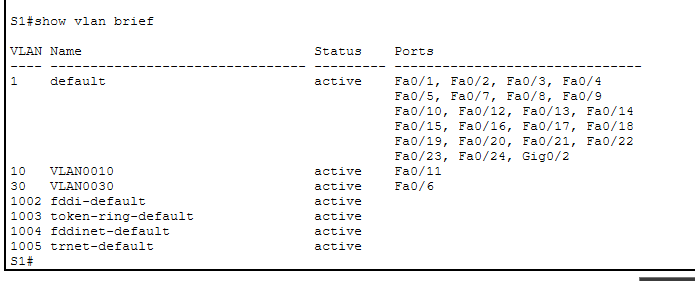 S1#show vlan brief
VLAN Name                             Status    Ports
---- -------------------------------- --------- -------------------------------
1    default                          active    Fa0/1, Fa0/2, Fa0/3, Fa0/4
                                                Fa0/5, Fa0/7, Fa0/8, Fa0/9
                                                Fa0/10, Fa0/12, Fa0/13, Fa0/14
                                                Fa0/15, Fa0/16, Fa0/17, Fa0/18
                                                Fa0/19, Fa0/20, Fa0/21, Fa0/22
                                                Fa0/23, Fa0/24, Gig0/2
10   VLAN0010                         active    Fa0/11
30   VLAN0030                         active    Fa0/6
1002 fddi-default                     active
1003 token-ring-default               active
1004 fddinet-default                  active
1005 trnet-default                    active
S1#